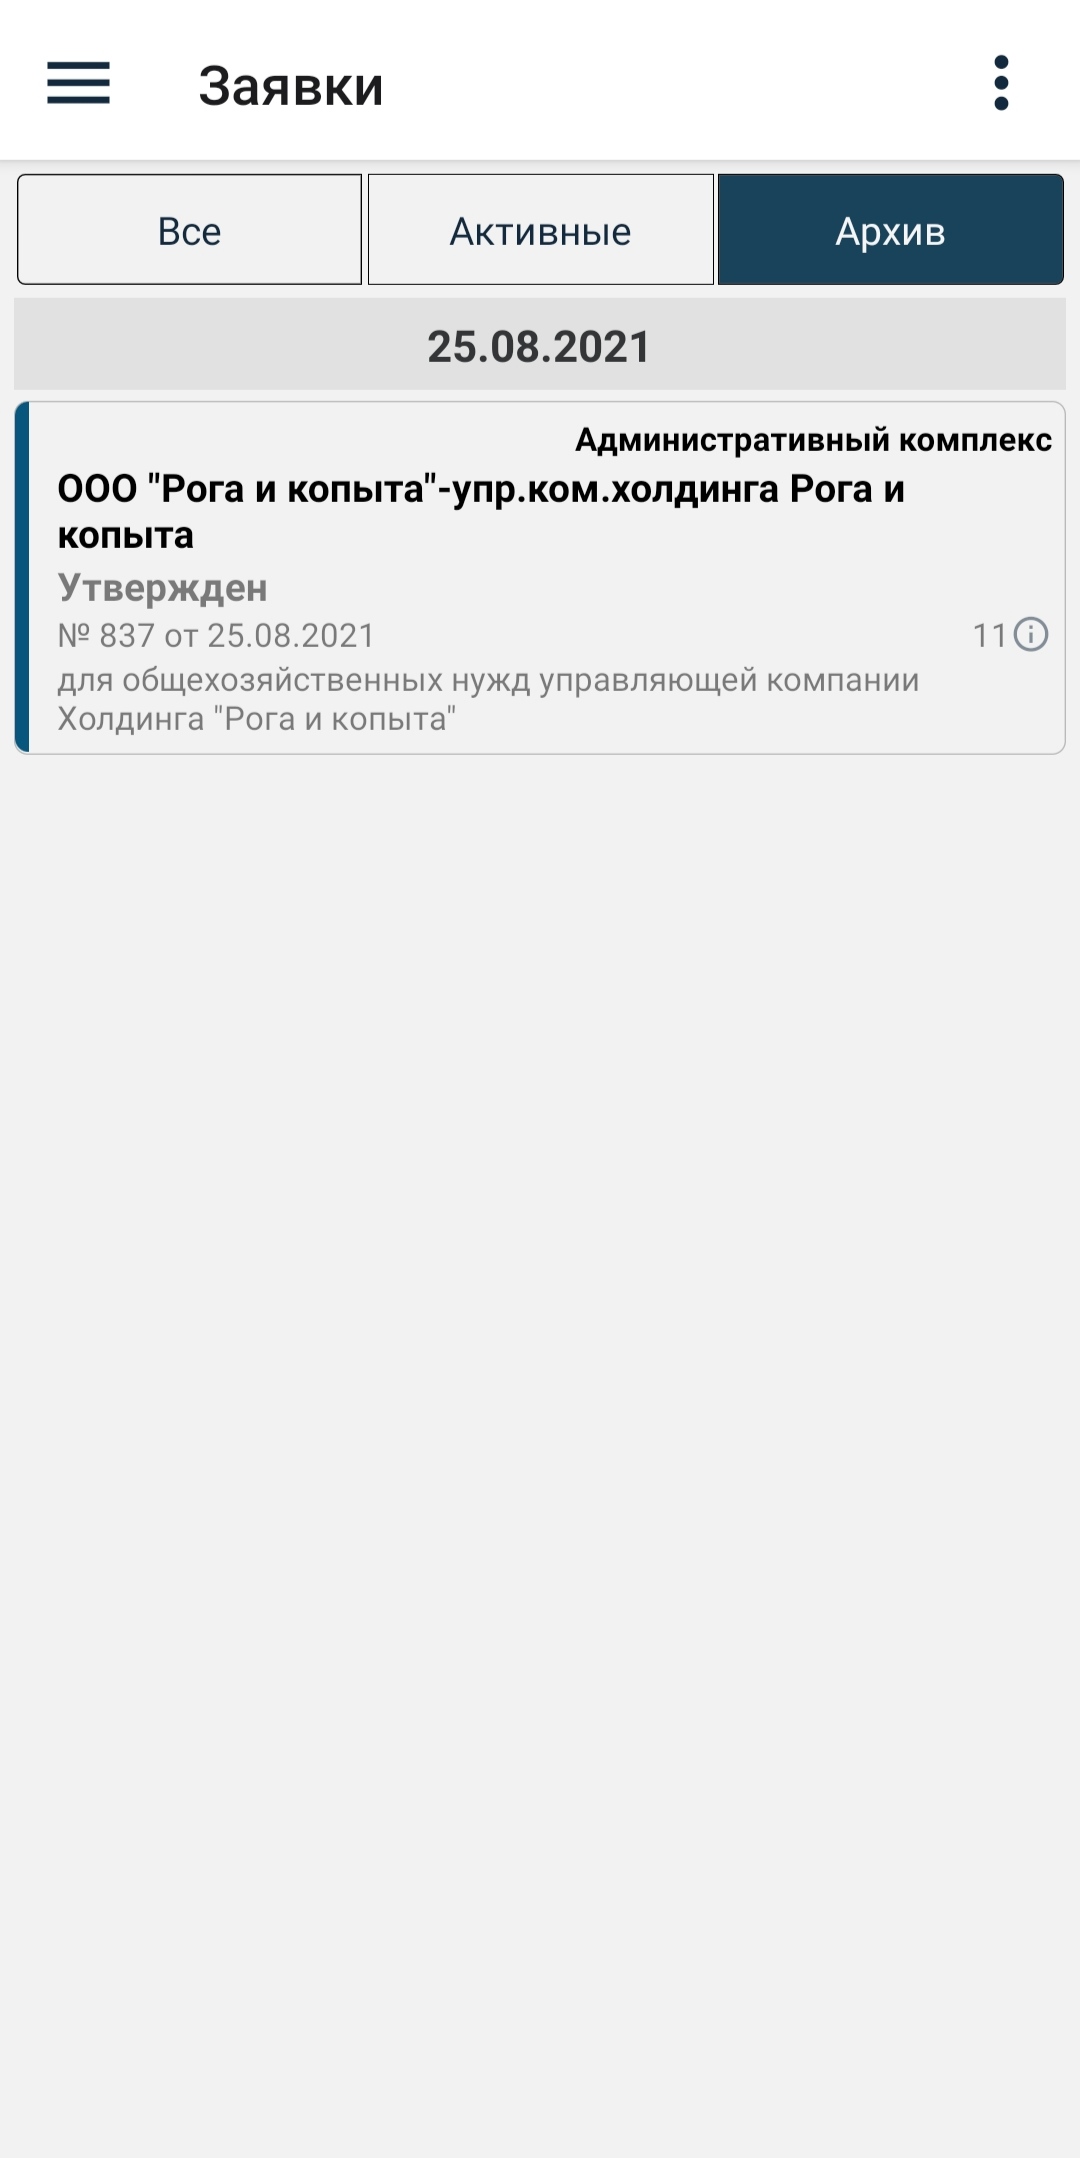 Заявки
Все
Активные
Архив
25.08.2021
Административный комплекс
ООО "Рога и копыта"-упр.ком.холдинга Рога и
копыта
Утвержден
№ 837 от 25.08.2021
11
для общехозяйственных нужд управляющей компании
Холдинга "Рога и копыта"